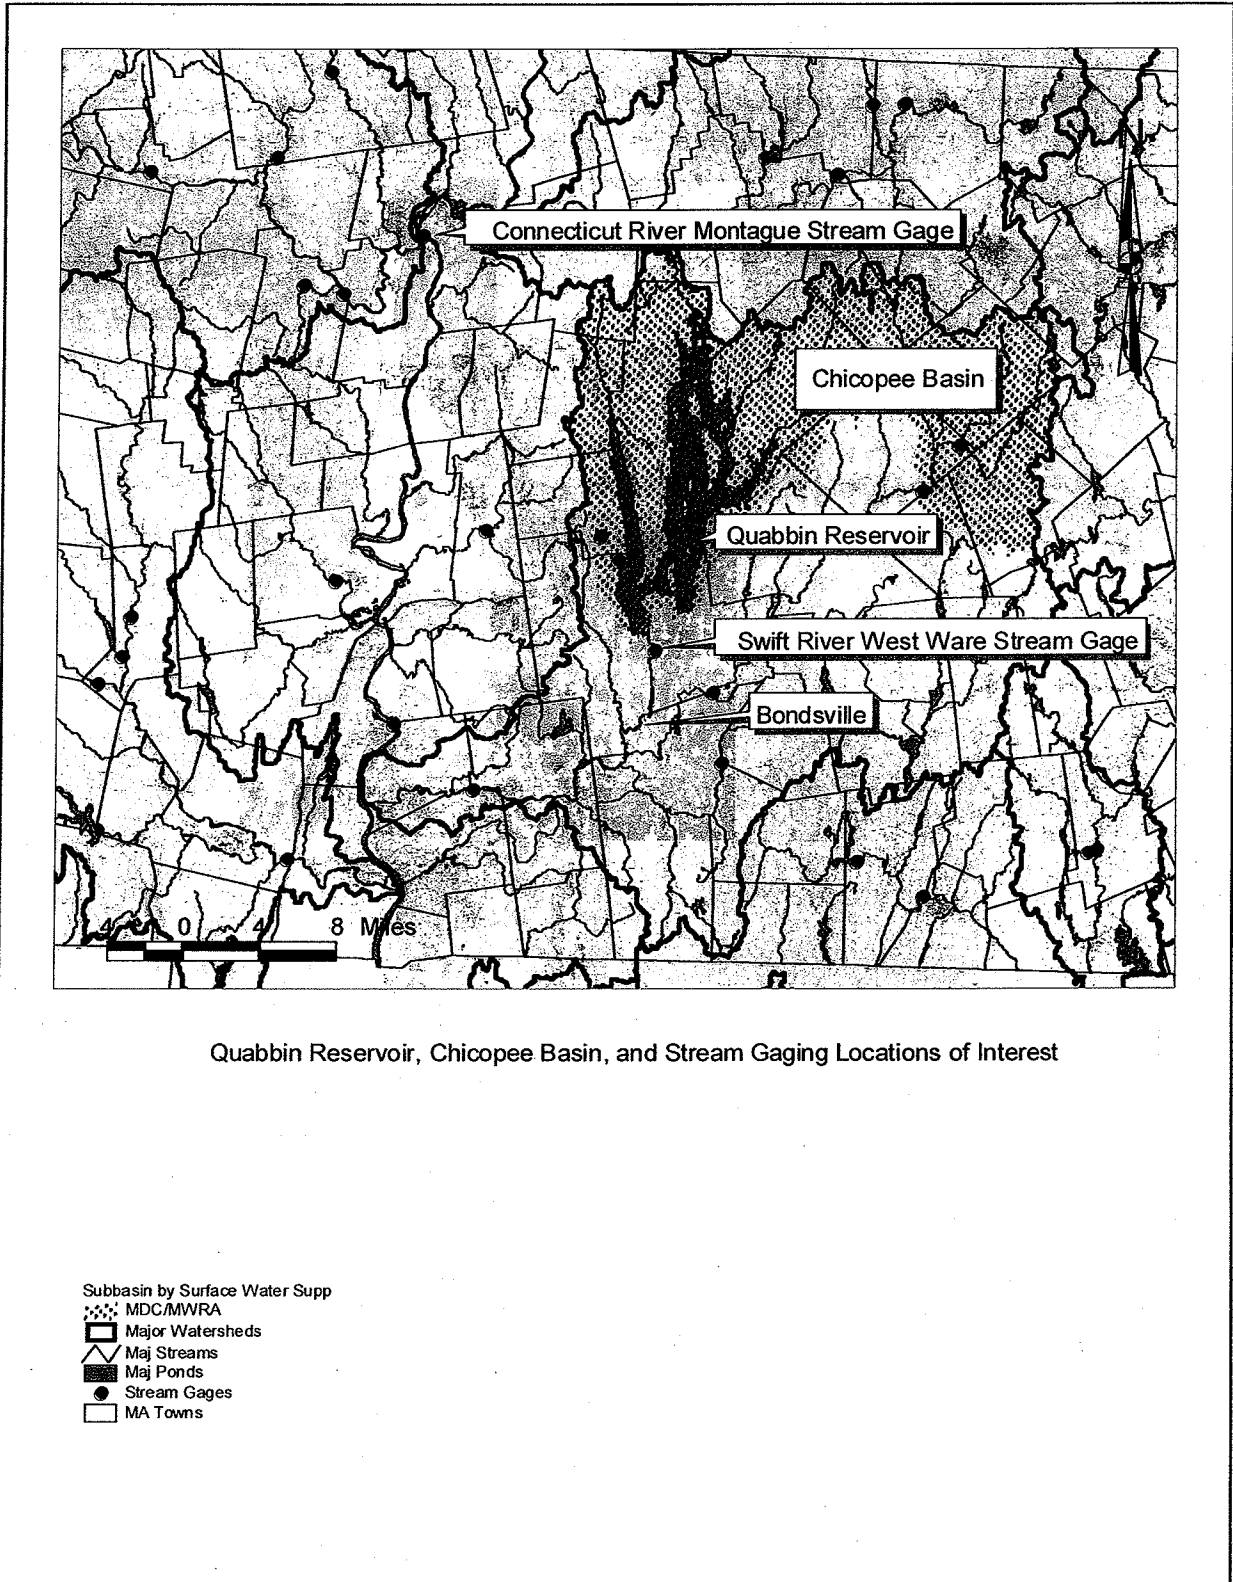 Connecticut River Montague Stream Gage
Chicopee Basin
Quabbin Reservoir
Swift River West Ware Stream Gage
Bondsville
4 0 4 8 Miles
Quabbin Reservoir, Chicopee Basin, and Stream Gaging Locations of Interest
Subbasin by Surface Water Supp
MDC/MWRA
Major Watersheds
Maj Streams
Maj Ponds
Stream Gages
MA Towns